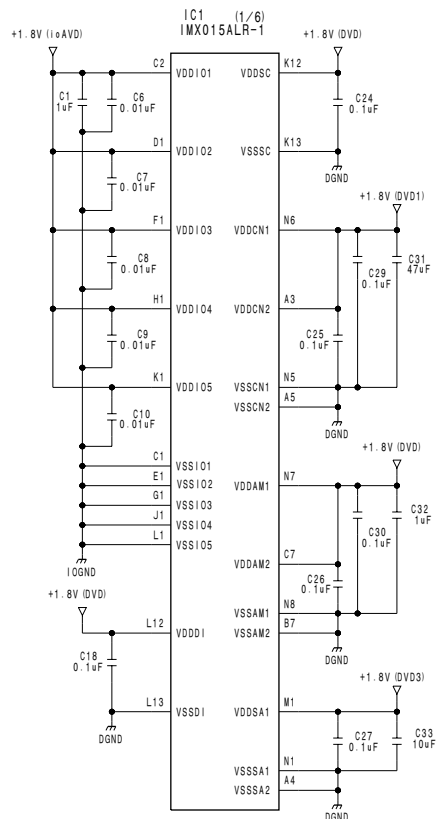 IC1 (1/6)
IMX015ALR-1
+1.8V(ioAVD)
+1.8V(DVD)
C2
VDDIO1
VDDSC
K12
C1
1uF
C6
0.01uF
C24
0.1uF
D1
VDDIO2
VSSSC
K13
DGND
C7
0.01uF
+1.8V(DVD1)
F1
VDDIO3
VDDCN1
N6
C8
0.01uF
C29
0.1uF
C31
47uF
H1
VDDIO4
VDDCN2
A3
C9
0.01uF
C25
0.1uF
K1
VDDIO5
VSSCN1
N5
VSSCN2
A5
C10
0.01uF
DGND
+1.8V(DVD)
C1
VSSIO1
E1
VSSIO2
VDDAM1
N7
G1
VSSIO3
J1
VSSIO4
L1
VSSIO5
C30
0.1uF
C32
1uF
IOGND
VDDAM2
C7
C26
0.1uF
+1.8V(DVD)
VSSAM1
N8
L12
VDDDI
VSSAM2
B7
C18
0.1uF
DGND
+1.8V(DVD3)
L13
VSSDI
VDDSA1
M1
DGND
C27
0.1uF
C33
10uF
VSSSA1
N1
VSSSA2
A4
DGND